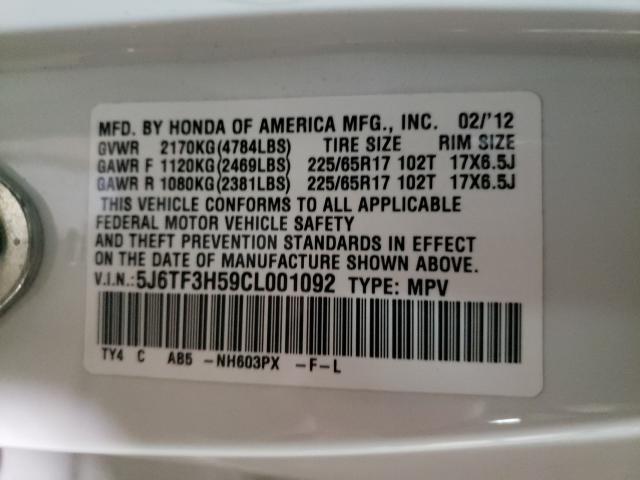 MFD. BY HONDA OF AMERICA MFG., INC. 02/'12
GVWR 2170KG(4784LBS) TIRE SIZE RIM SIZE
GAWR F 1120KG(2469LBS) 225/65R17 102T 17X6.5J
GAWR R 1080KG(2381LBS) 225/65R17 102T 17X6.5J
THIS VEHICLE CONFORMS TO ALL APPLICABLE
FEDERAL MOTOR VEHICLE SAFETY
AND THEFT PREVENTION STANDARDS IN EFFECT
ON THE DATE OF MANUFACTURE SHOWN ABOVE.
V.I.N.:5J6TF3H59CL001092 TYPE: MPV
TY4 C AB5 -NH603PX -F-L